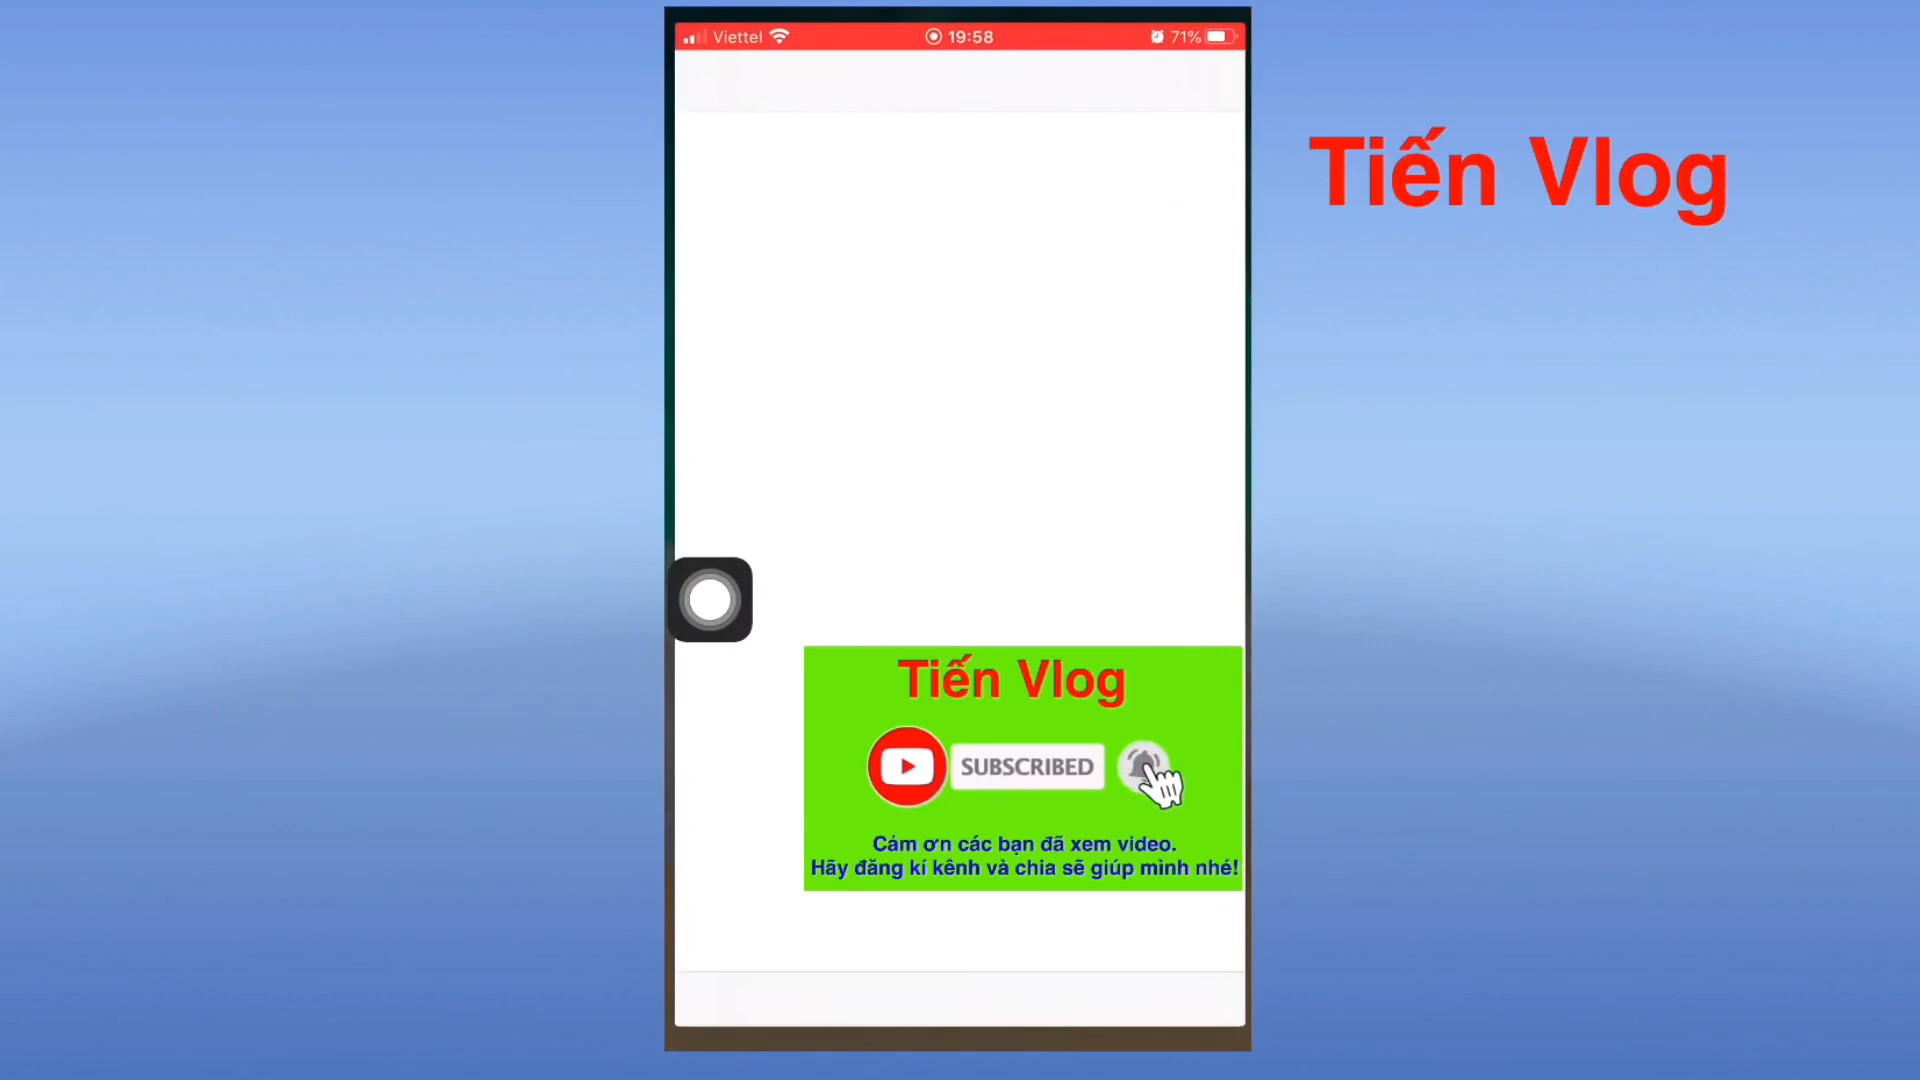 Viettel 19:58 71%
Tiến Vlog
Tiến Vlog
SUBSCRIBED
Cảm ơn các bạn đã xem video.
Hãy đăng kí kênh và chia sẽ giúp mình nhé!